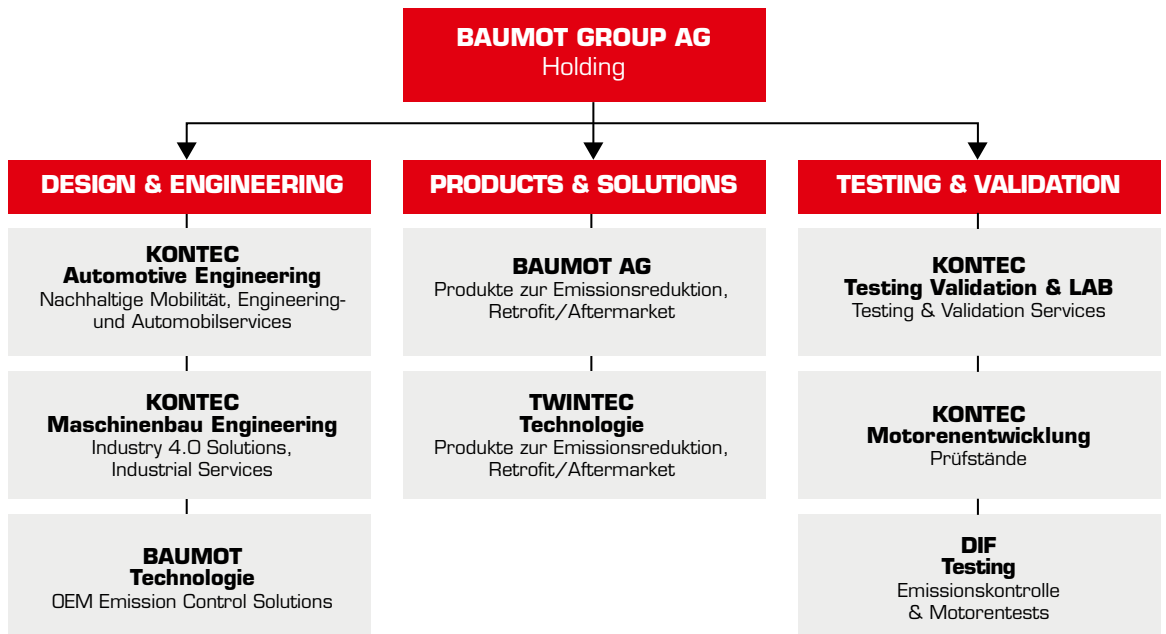 BAUMOT GROUP AG
Holding
DESIGN & ENGINEERING
KONTEC
Automotive Engineering
Nachhaltige Mobilität, Engineering-
und Automobilservices
KONTEC
Maschinenbau Engineering
Industry 4.0 Solutions,
Industrial Services
BAUMOT
Technologie
OEM Emission Control Solutions
PRODUCTS & SOLUTIONS
BAUMOT AG
Produkte zur Emissionsreduktion,
Retrofit/Aftermarket
TWINTEC
Technologie
Produkte zur Emissionsreduktion,
Retrofit/Aftermarket
TESTING & VALIDATION
KONTEC
Testing Validation & LAB
Testing & Validation Services
KONTEC
Motorenentwicklung
Prüfstände
DIF
Testing
Emissionskontrolle
& Motorentests